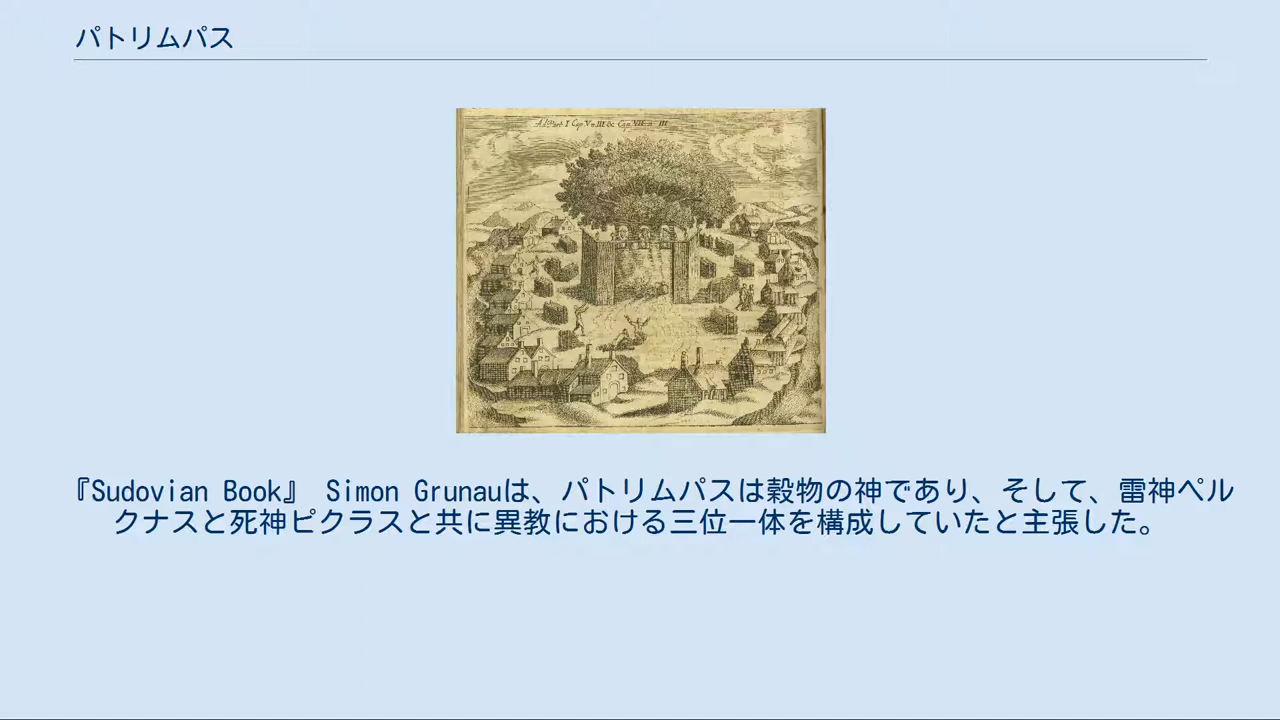 パトリムパス
『Sudovian Book』 Simon Grunauは、パトリムパスは穀物の神であり、そして、雷神ペル
クナスと死神ピクラスと共に異教における三位一体を構成していたと主張した。